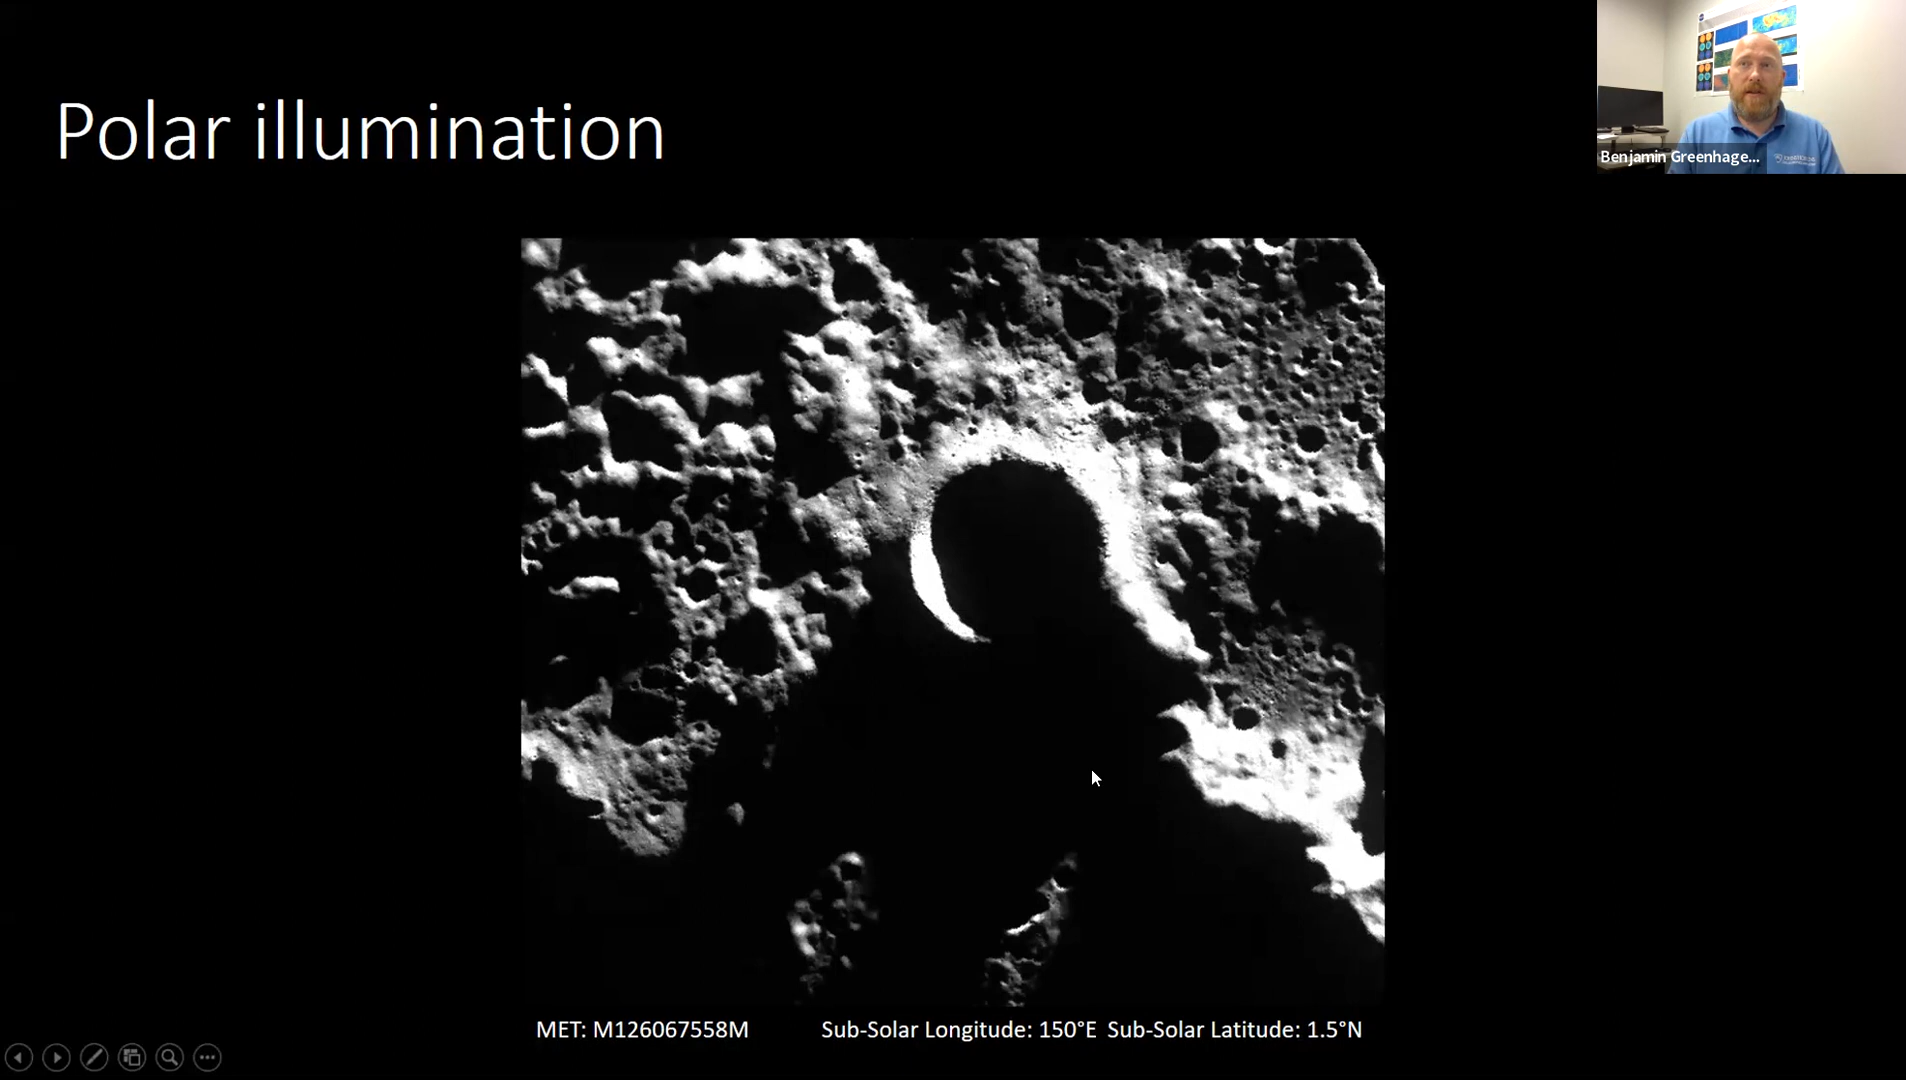 Polar illumination
Benjamin Greenhage...
MET: M126067558M Sub-Solar Longitude: 150°E Sub-Solar Latitude: 1.5°N